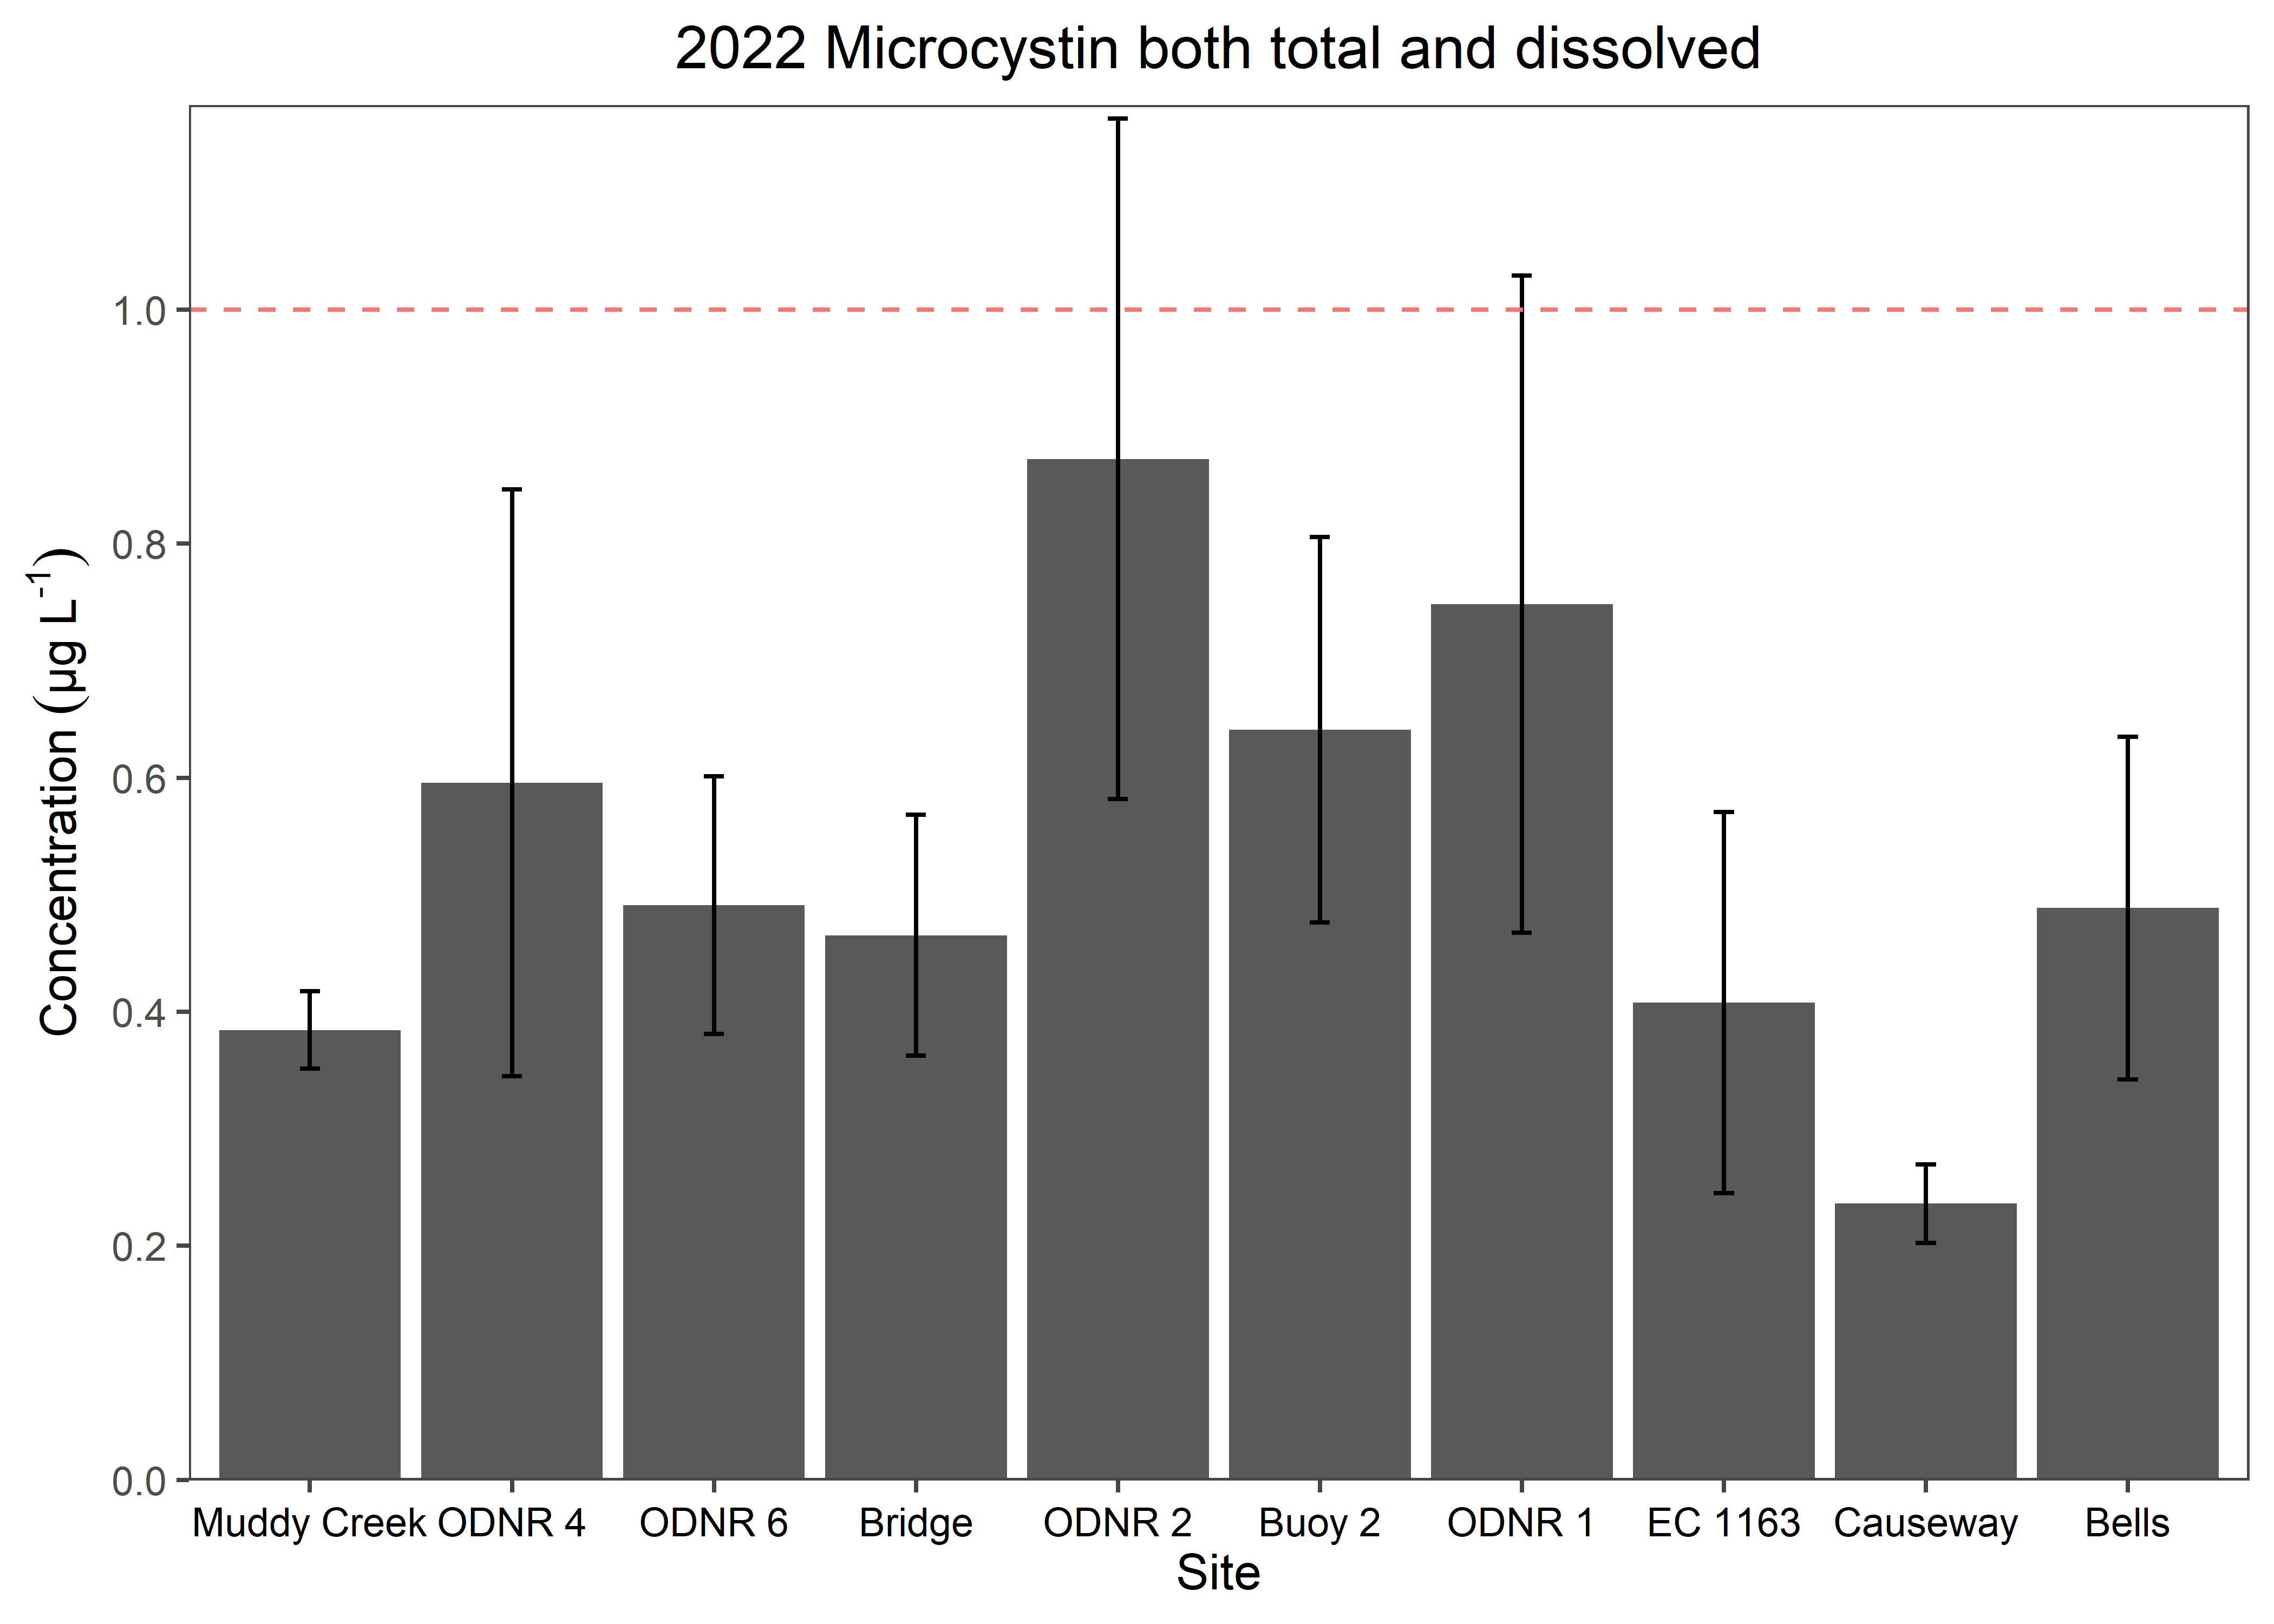 2022 Microcystin both total and dissolved
Concentration (µg L⁻¹)
1.0
0.8
0.6
0.4
0.2
0.0
Muddy Creek ODNR 4 ODNR 6 Bridge ODNR 2 Buoy 2 ODNR 1 EC 1163 Causeway Bells
Site